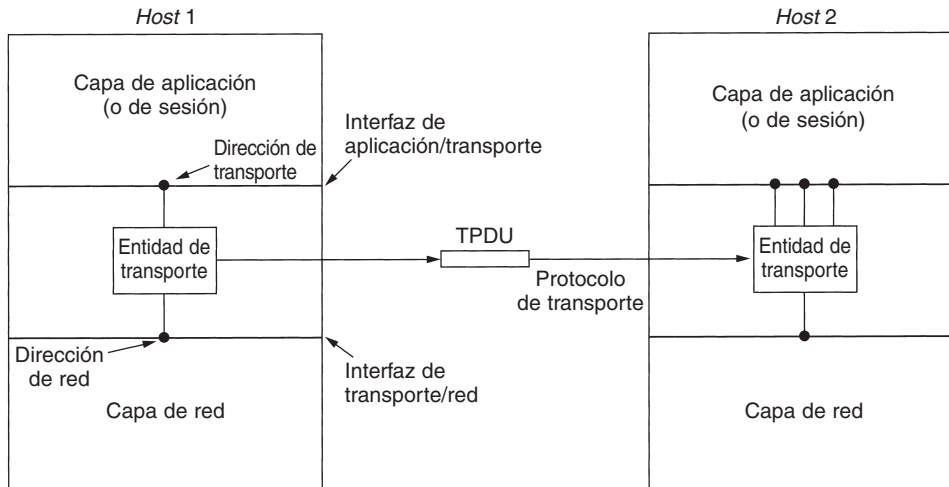 Host 1
Host 2
Capa de aplicación
(o de sesión)
Dirección de
transporte
Interfaz de
aplicación/transporte
Capa de aplicación
(o de sesión)
Entidad de
transporte
TPDU
Protocolo
de transporte
Entidad de
transporte
Dirección
de red
Interfaz de
transporte/red
Capa de red
Capa de red